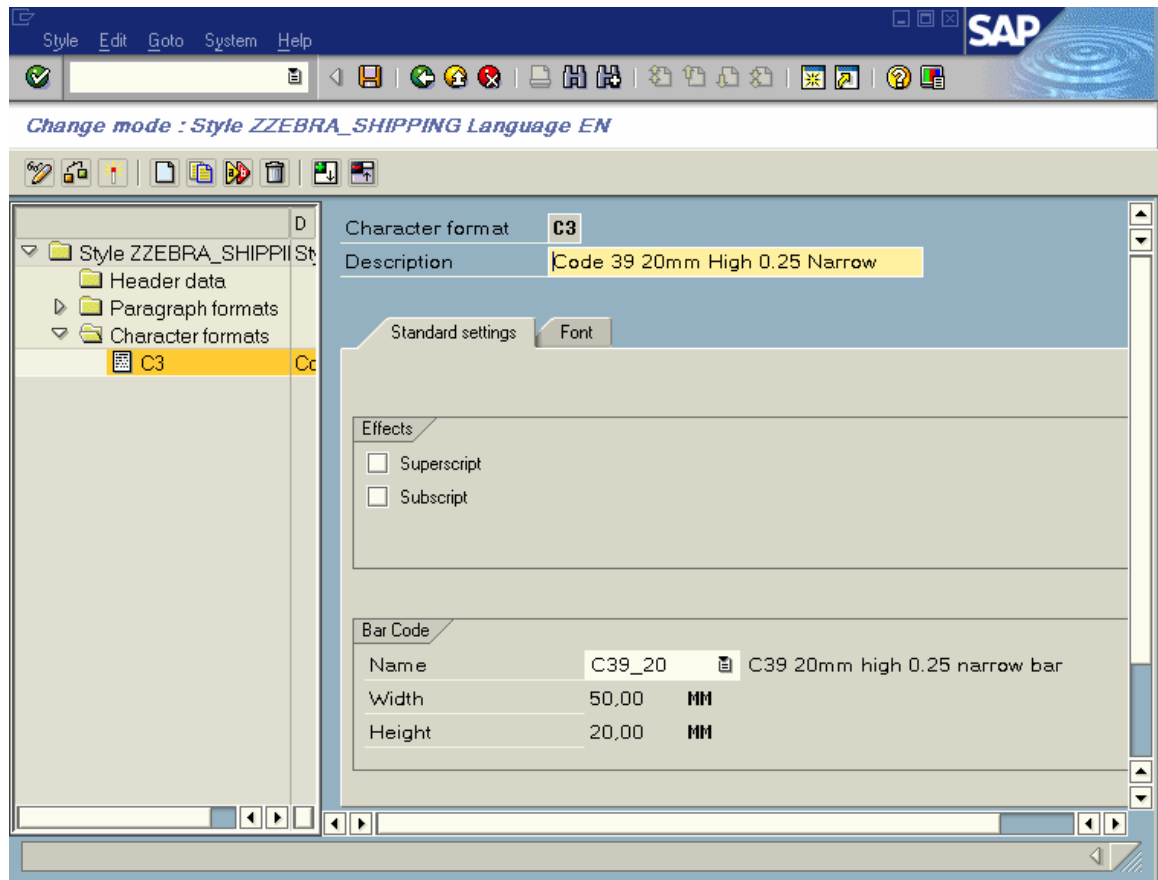 Style Edit Goto System Help
SAP
Change mode : Style ZZEBRA_SHIPPING Language EN
D
Style ZZEBRA_SHIPPI St
Header data
Paragraph formats
Character formats
C3 Co
Character format C3
Description Code 39 20mm High 0.25 Narrow
Standard settings Font
Effects
Superscript
Subscript
Bar Code
Name C39_20 C39 20mm high 0.25 narrow bar
Width 50,00 MM
Height 20,00 MM